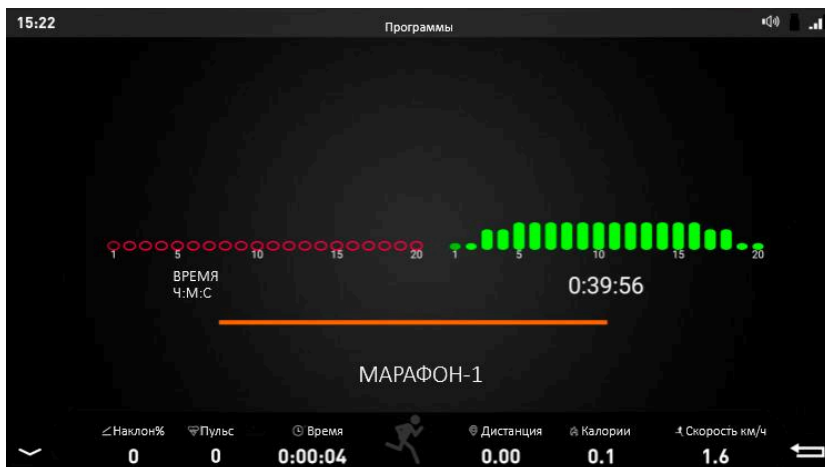 15:22
Программы
1 5 10 15 20 1 5 10 15 20
ВРЕМЯ
Ч:М:С
0:39:56
МАРАФОН-1
Наклон% Пульс Время Дистанция Калории Скорость км/ч
0 0 0:00:04 0.00 0.1 1.6